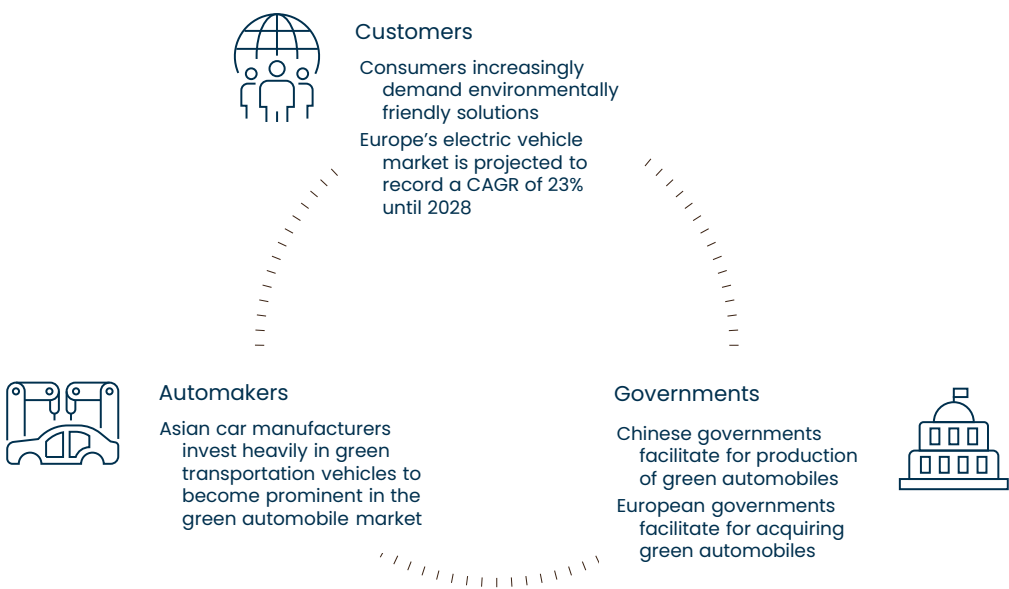 Customers
Consumers increasingly
demand environmentally
friendly solutions
Europe's electric vehicle
market is projected to
record a CAGR of 23%
until 2028
Automakers
Asian car manufacturers
invest heavily in green
transportation vehicles to
become prominent in the
green automobile market
Governments
Chinese governments
facilitate for production
of green automobiles
European governments
facilitate for acquiring
green automobiles